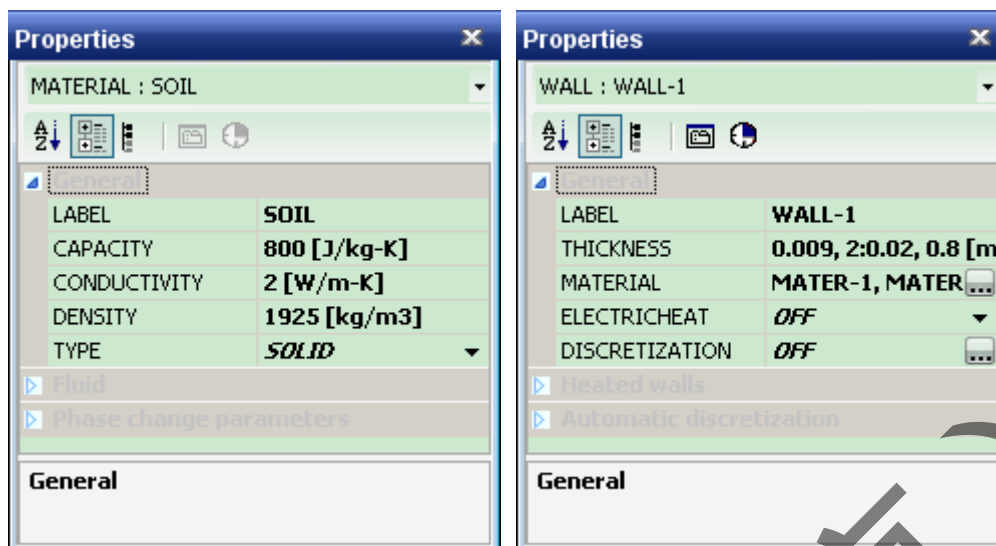 Properties
MATERIAL : SOIL
General
LABEL SOIL
CAPACITY 800 [J/kg-K]
CONDUCTIVITY 2 [W/m-K]
DENSITY 1925 [kg/m3]
TYPE SOLID
Fluid
Phase change parameters
General
Properties
WALL : WALL-1
General
LABEL WALL-1
THICKNESS 0.009, 2:0.02, 0.8 [m
MATERIAL MATER-1, MATER...
ELECTRICHEAT OFF
DISCRETIZATION OFF ...
Heated walls
Automatic discretization
General